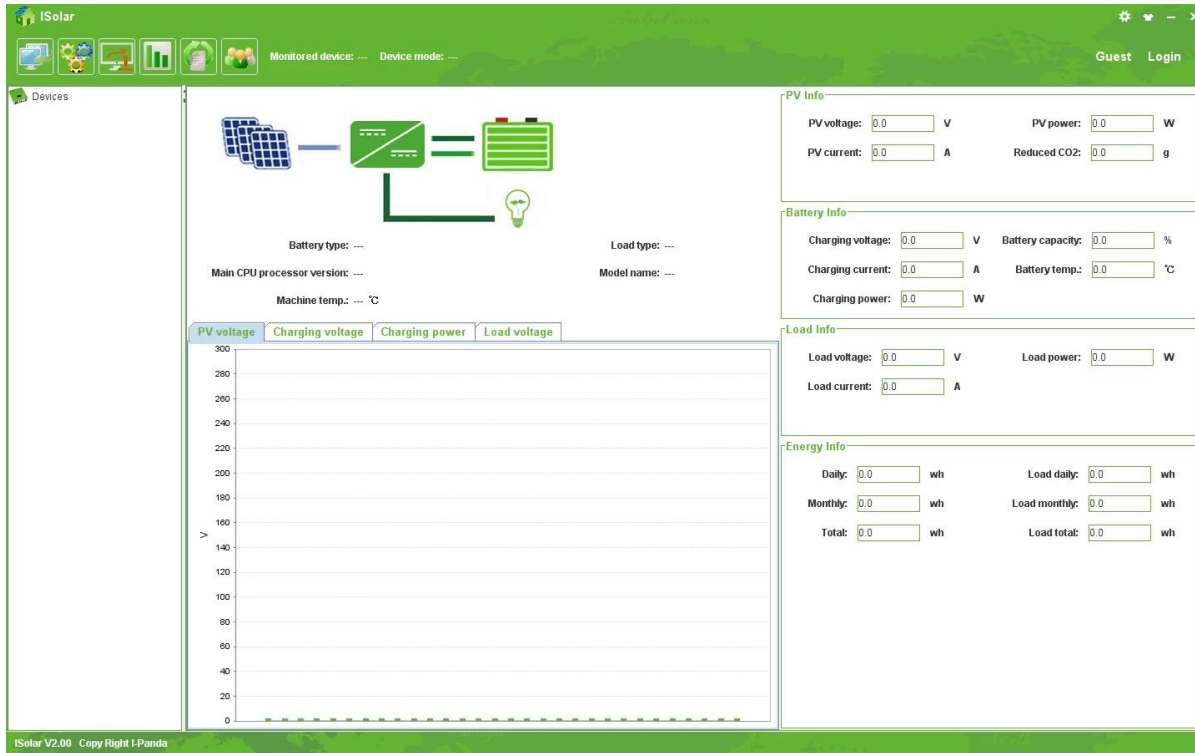 ISolar
Monitored device: --- Device mode: ---
Guest Login
Devices
Battery type: --- Load type: ---
Main CPU processor version: --- Model name: ---
Machine temp.: --- ℃
PV voltage Charging voltage Charging power Load voltage
300
280
260
240
220
200
180
160
V
140
120
100
80
60
40
20
0
PV Info
PV voltage: 0.0 V PV power: 0.0 W
PV current: 0.0 A Reduced CO2: 0.0 g
Battery Info
Charging voltage: 0.0 V Battery capacity: 0.0 %
Charging current: 0.0 A Battery temp.: 0.0 ℃
Charging power: 0.0 W
Load Info
Load voltage: 0.0 V Load power: 0.0 W
Load current: 0.0 A
Energy Info
Daily: 0.0 wh Load daily: 0.0 wh
Monthly: 0.0 wh Load monthly: 0.0 wh
Total: 0.0 wh Load total: 0.0 wh
ISolar V2.00 Copy Right I-Panda